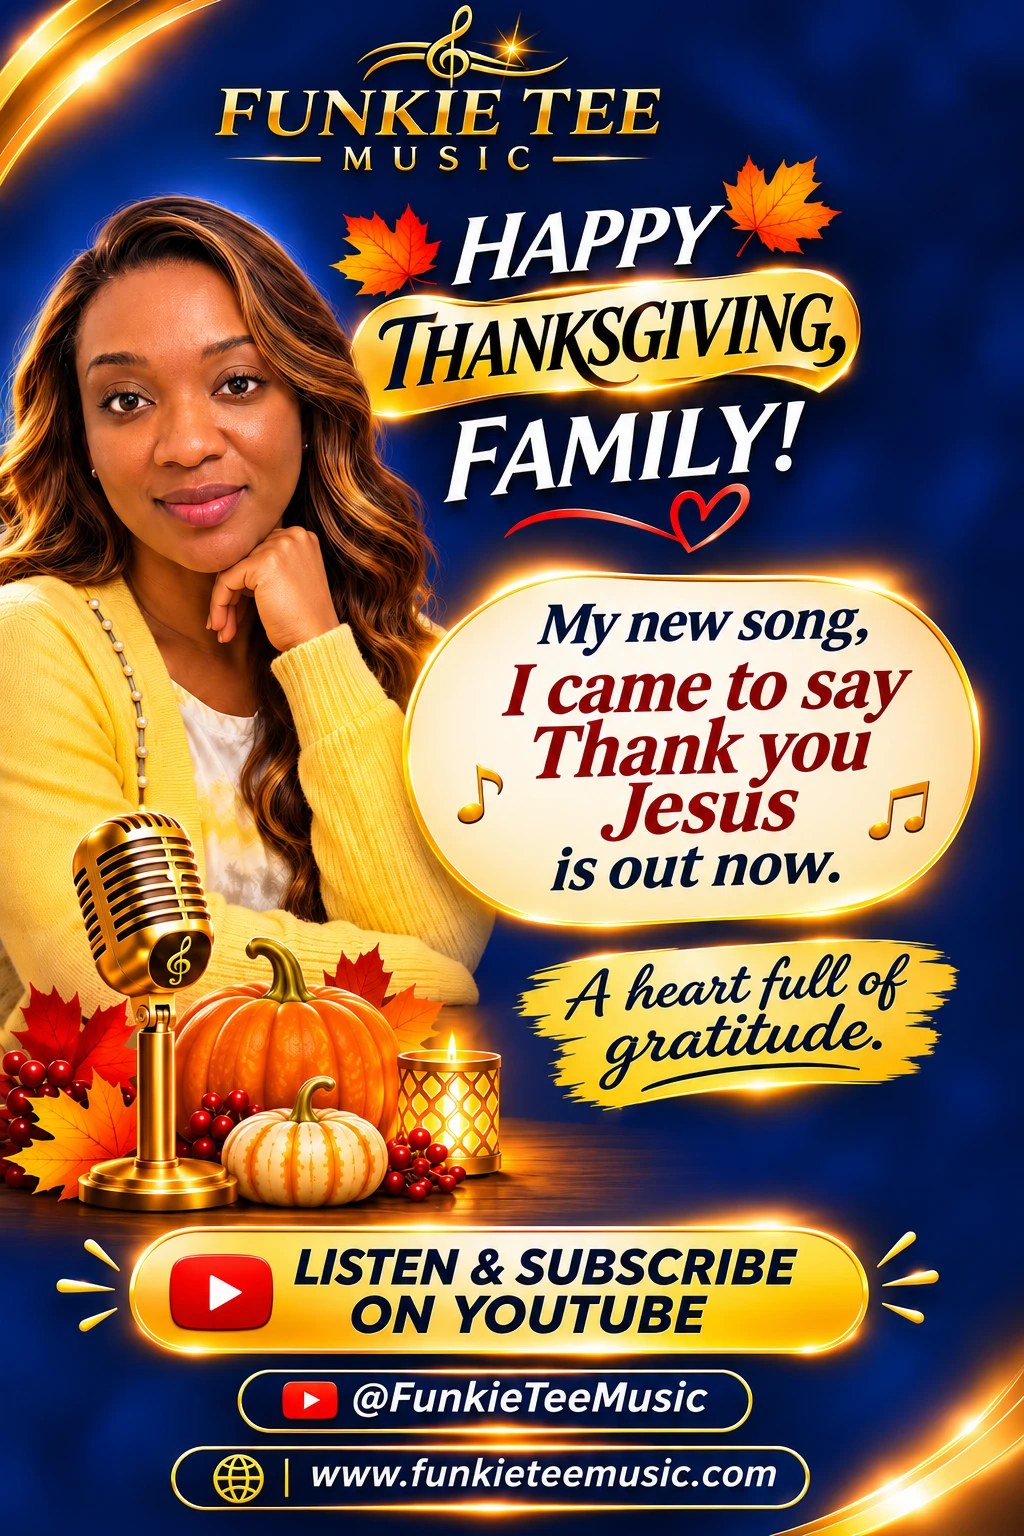 FUNKIE TEE
MUSIC
HAPPY
THANKSGIVING,
FAMILY!
My new song,
I came to say
Thank you
Jesus
is out now.
A heart full of
gratitude.
LISTEN & SUBSCRIBE
ON YOUTUBE
@FunkieTeeMusic
www.funkieteemusic.com